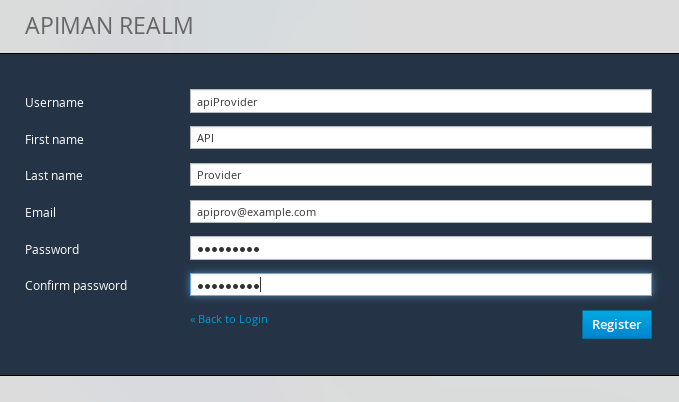 APIMAN REALM
Username apiProvider
First name API
Last name Provider
Email apiprov@example.com
Password ●●●●●●●●●
Confirm password ●●●●●●●●●
« Back to Login Register